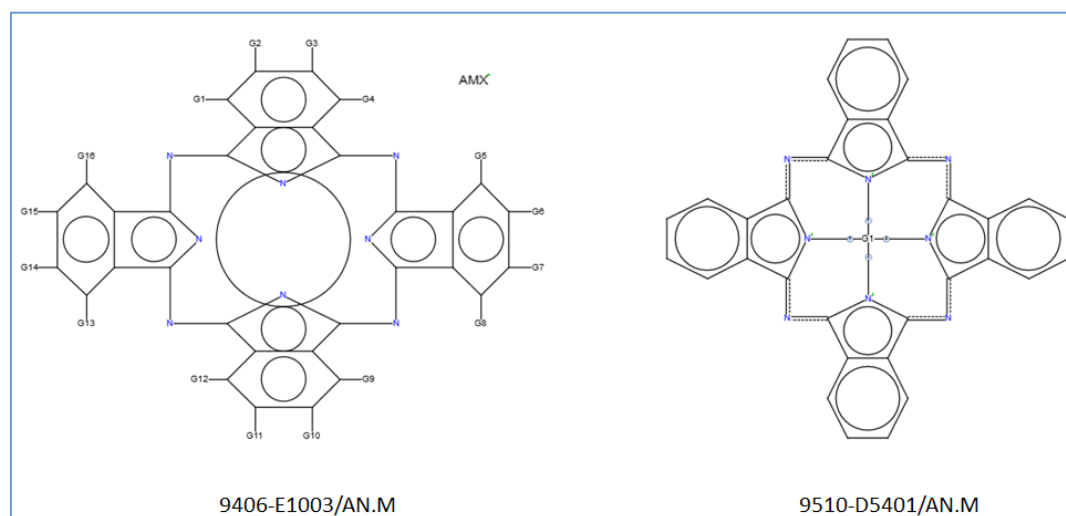 G2 G3
AMX
G1 G4
N N
G16 G5
N
G15 G6
N N
G14 G7
N
G13 G8
N N
G12 G9
G11 G10
9406-E1003/AN.M
N N
N
N G1 N
N
N N
9510-D5401/AN.M